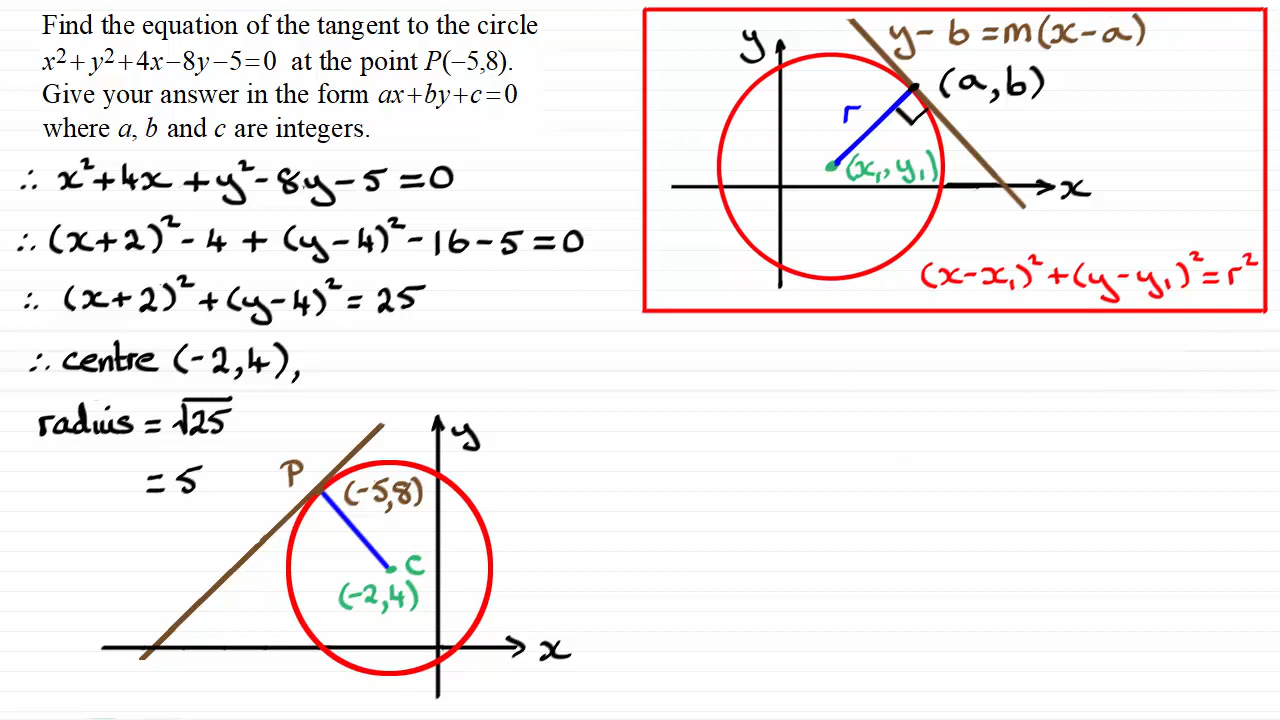 Find the equation of the tangent to the circle
x²+y²+4x−8y−5=0 at the point P(−5,8).
Give your answer in the form ax+by+c=0
where a, b and c are integers.
∴ x²+4x+y²-8y-5=0
∴ (x+2)²-4+(y-4)²-16-5=0
∴ (x+2)²+(y-4)²=25
∴ centre (-2,4),
radius = √25
= 5
P
(-5,8)
C
(-2,4)
y
x
y
y-b=m(x-a)
(a,b)
r
(x₁,y₁)
x
(x-x₁)²+(y-y₁)²=r²